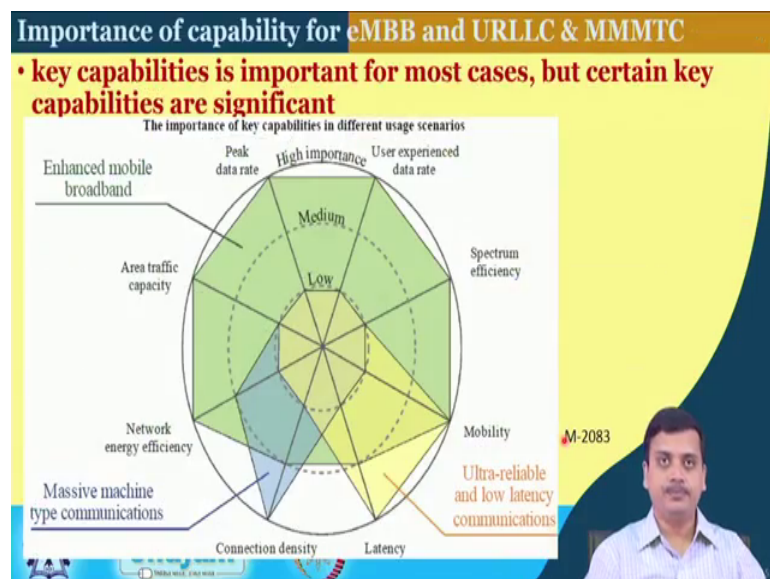 Importance of capability for eMBB and URLLC & MMMTC
• key capabilities is important for most cases, but certain key
capabilities are significant
The importance of key capabilities in different usage scenarios
Enhanced mobile
broadband
Peak
data rate
High importance
User experienced
data rate
Medium
Low
Area traffic
capacity
Spectrum
efficiency
Network
energy efficiency
Mobility
M-2083
Massive machine
type communications
Ultra-reliable
and low latency
communications
Connection density
Latency